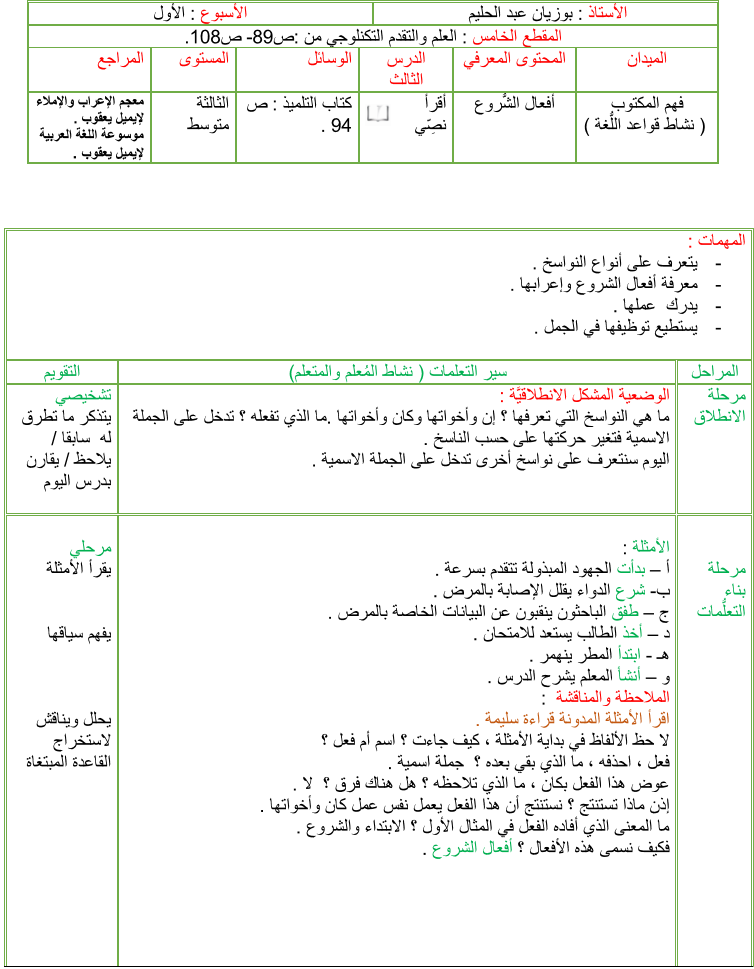 الأستاذ : بوزيان عبد الحليم
الأسبوع : الأول
المقطع الخامس : العلم والتقدم التكنلوجي من :ص89- ص108.
الميدان
المحتوى المعرفي
الدرس
الثالث
الوسائل
المستوى
المراجع
فهم المكتوب
( نشاط قواعد اللُّغة )
أفعال الشُّروع
أقرأ
نصِّي
كتاب التلميذ : ص
94 .
الثالثة
متوسط
معجم الإعراب والإملاء
لإيميل يعقوب .
موسوعة اللغة العربية
لإيميل يعقوب .
المهمات :
- يتعرف على أنواع النواسخ .
- معرفة أفعال الشروع وإعرابها .
- يدرك عملها .
- يستطيع توظيفها في الجمل .
المراحل
سير التعلمات ( نشاط المُعلم والمتعلم)
التقويم
مرحلة
الانطلاق
الوضعية المشكل الانطلاقيَّة :
ما هي النواسخ التي تعرفها ؟ إن وأخواتها وكان وأخواتها .ما الذي تفعله ؟ تدخل على الجملة
الاسمية فتغير حركتها على حسب الناسخ .
اليوم سنتعرف على نواسخ أخرى تدخل على الجملة الاسمية .
تشخيصي
يتذكر ما تطرق
له سابقا /
يلاحظ / يقارن
بدرس اليوم
مرحلة
بناء
التعلُّمات
الأمثلة :
أ – بدأت الجهود المبذولة تتقدم بسرعة .
ب- شرع الدواء يقلل الإصابة بالمرض .
ج – طفق الباحثون ينقبون عن البيانات الخاصة بالمرض .
د – أخذ الطالب يستعد للامتحان .
هـ - ابتدأ المطر ينهمر .
و – أنشأ المعلم يشرح الدرس .
الملاحظة والمناقشة :
اقرأ الأمثلة المدونة قراءة سليمة .
لا حظ الألفاظ في بداية الأمثلة ، كيف جاءت ؟ اسم أم فعل ؟
فعل ، احذفه ، ما الذي بقي بعده ؟ جملة اسمية .
عوض هذا الفعل بكان ، ما الذي تلاحظه ؟ هل هناك فرق ؟ لا .
إذن ماذا تستنتج ؟ نستنتج أن هذا الفعل يعمل نفس عمل كان وأخواتها .
ما المعنى الذي أفاده الفعل في المثال الأول ؟ الابتداء والشروع .
فكيف نسمى هذه الأفعال ؟ أفعال الشروع .
مرحلي
يقرأ الأمثلة
يفهم سياقها
يحلل ويناقش
لاستخراج
القاعدة المبتغاة